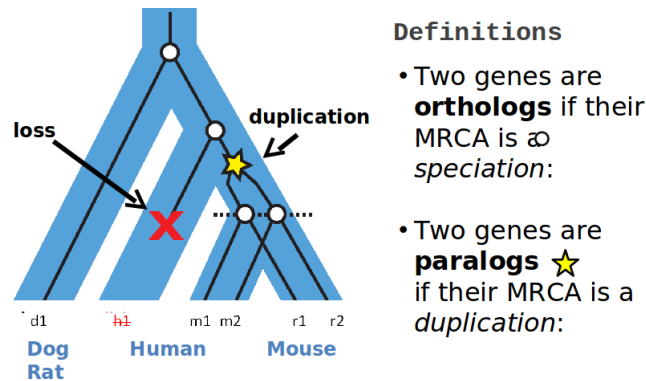 Definitions
• Two genes are
orthologs if their
MRCA is a
speciation:
• Two genes are
paralogs
if their MRCA is a
duplication:
loss
duplication
d1 h1 m1 m2 r1 r2
Dog Human Mouse
Rat